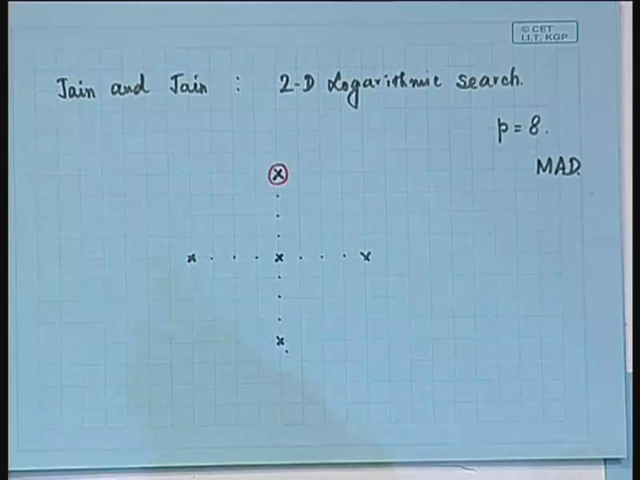 © CET
I.I.T. KGP
Jain and Jain : 2-D Logarithmic search.
p = 8.
MAD.
x
x x x
x